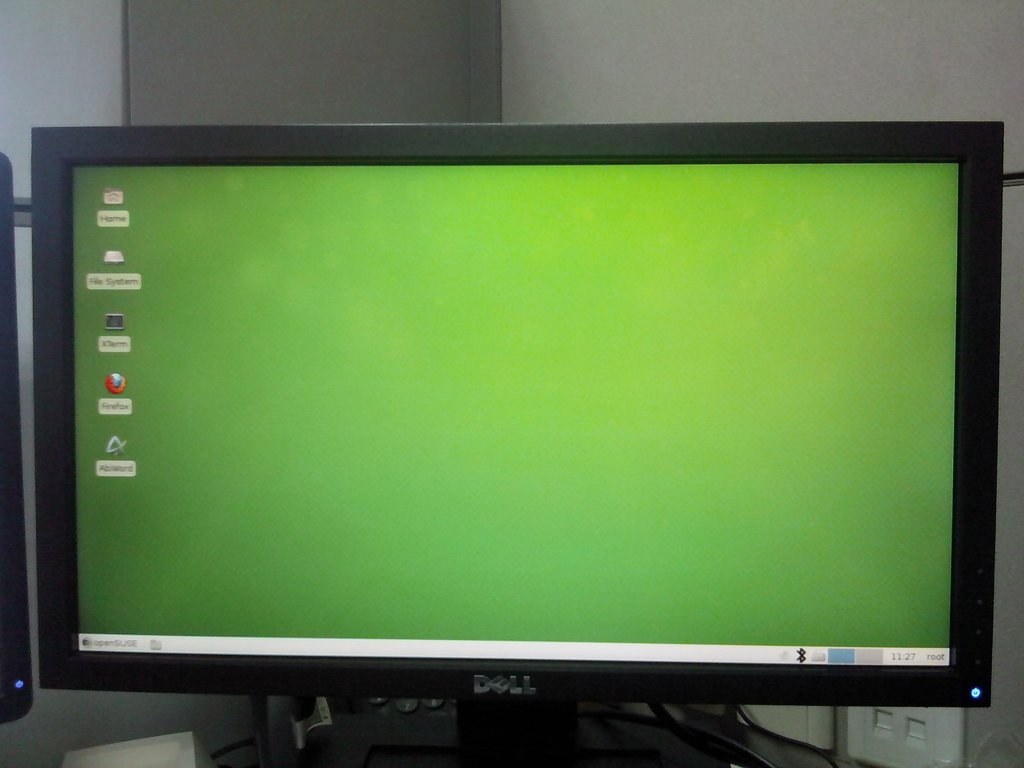 Home
File System
XTerm
Firefox
AbiWord
openSUSE
11:27 root
DELL